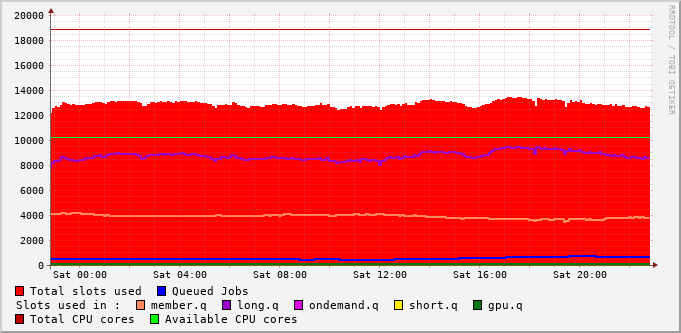 20000
18000
16000
14000
12000
10000
8000
6000
4000
2000
0
Sat 00:00 Sat 04:00 Sat 08:00 Sat 12:00 Sat 16:00 Sat 20:00
RRDTOOL / TOBI OETIKER
Total slots used Queued Jobs
Slots used in : member.q long.q ondemand.q short.q gpu.q
Total CPU cores Available CPU cores